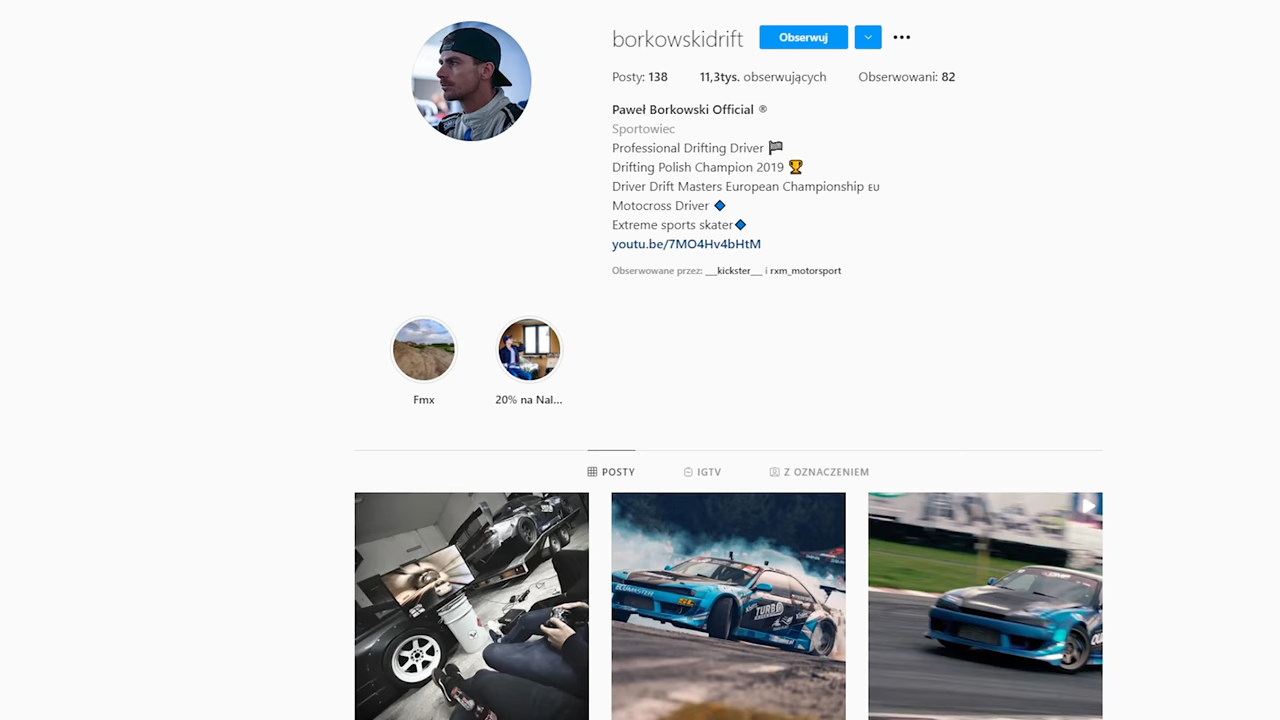 borkowskidrift Obserwuj
Posty: 138 11,3tys. obserwujących Obserwowani: 82
Paweł Borkowski Official ®
Sportowiec
Professional Drifting Driver
Drifting Polish Champion 2019
Driver Drift Masters European Championship EU
Motocross Driver
Extreme sports skater
youtu.be/7MO4Hv4bHtM
Obserwowane przez: __kickster__ i rxm_motorsport
Fmx 20% na Nal...
POSTY IGTV Z OZNACZENIEM
TURBO